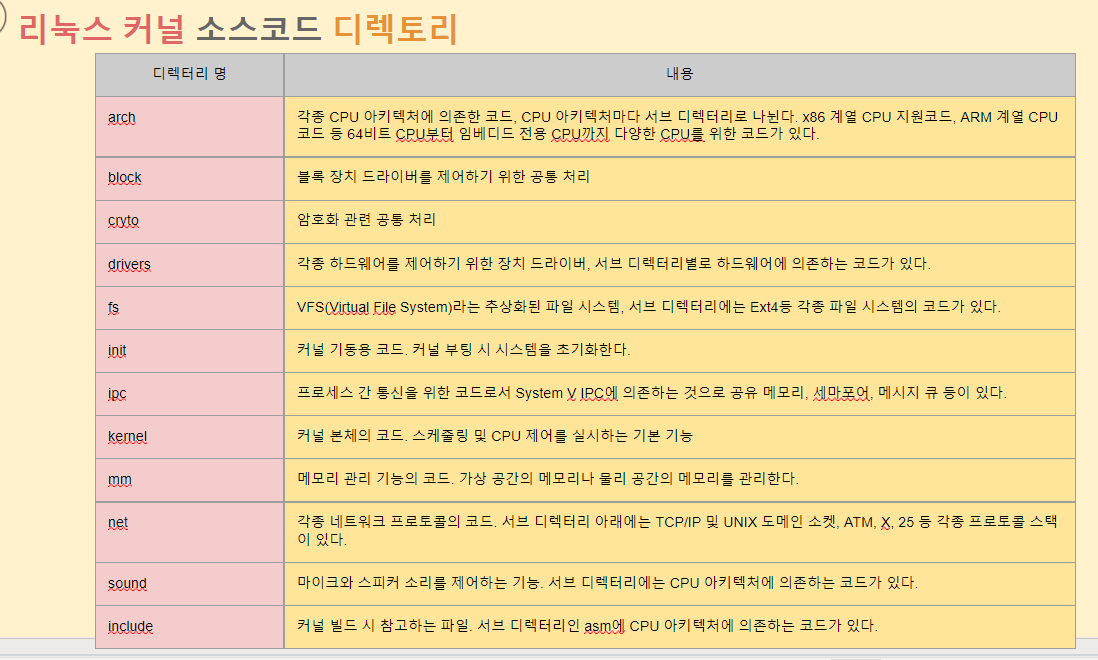 리눅스 커널 소스코드 디렉토리
디렉터리 명 내용
arch 각종 CPU 아키텍처에 의존한 코드, CPU 아키텍처마다 서브 디렉터리로 나뉜다. x86 계열 CPU 지원코드, ARM 계열 CPU
코드 등 64비트 CPU부터 임베디드 전용 CPU까지 다양한 CPU를 위한 코드가 있다.
block 블록 장치 드라이버를 제어하기 위한 공통 처리
cryto 암호화 관련 공통 처리
drivers 각종 하드웨어를 제어하기 위한 장치 드라이버, 서브 디렉터리별로 하드웨어에 의존하는 코드가 있다.
fs VFS(Virtual File System)라는 추상화된 파일 시스템, 서브 디렉터리에는 Ext4등 각종 파일 시스템의 코드가 있다.
init 커널 기동용 코드. 커널 부팅 시 시스템을 초기화한다.
ipc 프로세스 간 통신을 위한 코드로서 System V IPC에 의존하는 것으로 공유 메모리, 세마포어, 메시지 큐 등이 있다.
kernel 커널 본체의 코드. 스케줄링 및 CPU 제어를 실시하는 기본 기능
mm 메모리 관리 기능의 코드. 가상 공간의 메모리나 물리 공간의 메모리를 관리한다.
net 각종 네트워크 프로토콜의 코드. 서브 디렉터리 아래에는 TCP/IP 및 UNIX 도메인 소켓, ATM, X, 25 등 각종 프로토콜 스택
이 있다.
sound 마이크와 스피커 소리를 제어하는 기능. 서브 디렉터리에는 CPU 아키텍처에 의존하는 코드가 있다.
include 커널 빌드 시 참고하는 파일. 서브 디렉터리인 asm에 CPU 아키텍처에 의존하는 코드가 있다.